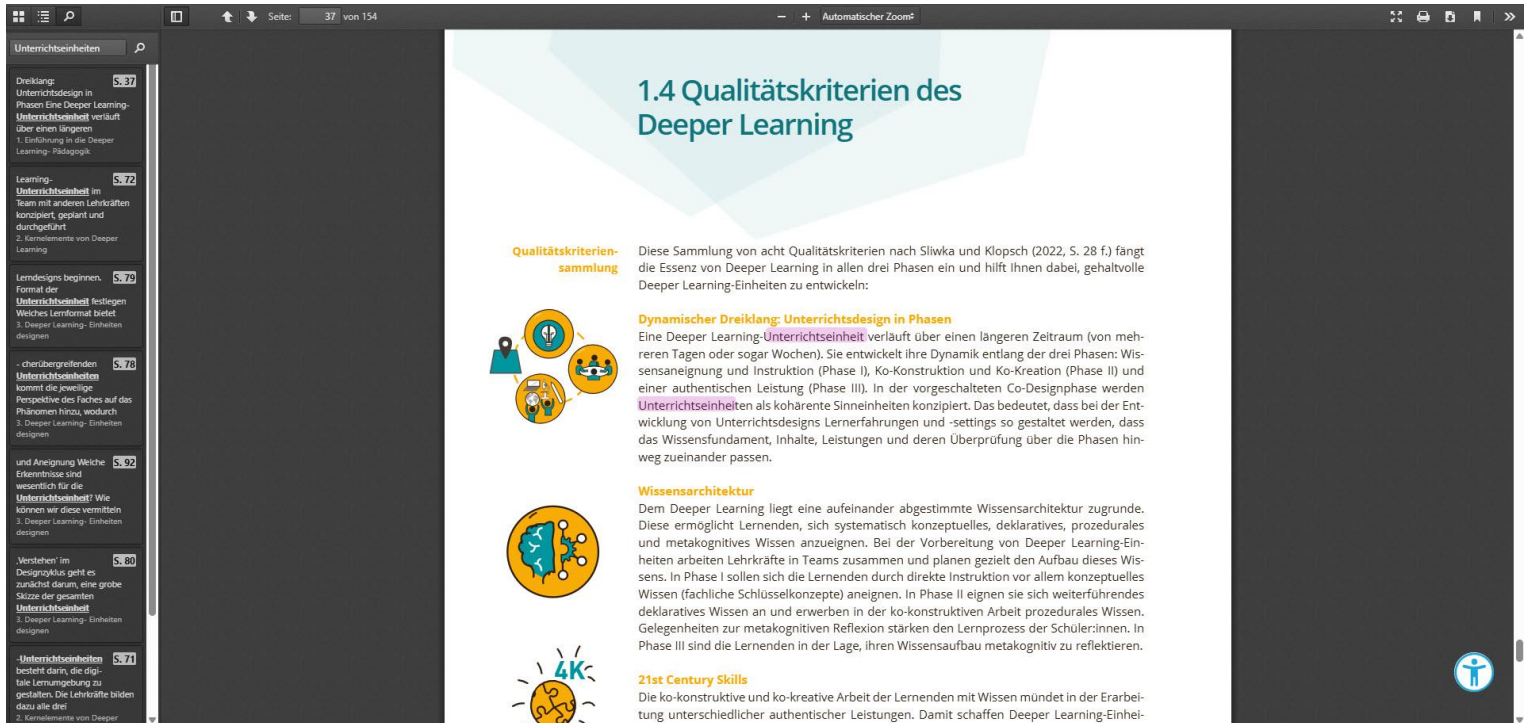 Seite: 37 von 154
Automatischer Zoom
Unterrichtseinheiten
Dreiklang: S. 37
Unterrichtsdesign in
Phasen Eine Deeper Learning-
Unterrichtseinheit verläuft
über einen längeren
1. Einführung in die Deeper
Learning- Pädagogik
Learning- S. 72
Unterrichtseinheit im
Team mit anderen Lehrkräften
konzipiert, geplant und
durchgeführt
2. Kernelemente von Deeper
Learning
Lerndesigns beginnen. S. 79
Format der
Unterrichtseinheit festlegen
Welches Lernformat bietet
3. Deeper Learning- Einheiten
designen
- cherübergreifenden S. 78
Unterrichtseinheiten
kommt die jeweilige
Perspektive des Faches auf das
Phänomen hinzu, wodurch
3. Deeper Learning- Einheiten
designen
und Aneignung Welche S. 92
Erkenntnisse sind
wesentlich für die
Unterrichtseinheit? Wie
können wir diese vermitteln
3. Deeper Learning- Einheiten
designen
‚Verstehen' im S. 80
Designzyklus geht es
zunächst darum, eine grobe
Skizze der gesamten
Unterrichtseinheit
3. Deeper Learning- Einheiten
designen
-Unterrichtseinheiten S. 71
besteht darin, die digi-
tale Lernumgebung zu
gestalten. Die Lehrkräfte bilden
dazu alle drei
2. Kernelemente von Deeper
1.4 Qualitätskriterien des
Deeper Learning
Qualitätskriterien-
sammlung
Diese Sammlung von acht Qualitätskriterien nach Sliwka und Klopsch (2022, S. 28 f.) fängt
die Essenz von Deeper Learning in allen drei Phasen ein und hilft Ihnen dabei, gehaltvolle
Deeper Learning-Einheiten zu entwickeln:
Dynamischer Dreiklang: Unterrichtsdesign in Phasen
Eine Deeper Learning-Unterrichtseinheit verläuft über einen längeren Zeitraum (von meh-
reren Tagen oder sogar Wochen). Sie entwickelt ihre Dynamik entlang der drei Phasen: Wis-
sensaneignung und Instruktion (Phase I), Ko-Konstruktion und Ko-Kreation (Phase II) und
einer authentischen Leistung (Phase III). In der vorgeschalteten Co-Designphase werden
Unterrichtseinheiten als kohärente Sinneinheiten konzipiert. Das bedeutet, dass bei der Ent-
wicklung von Unterrichtsdesigns Lernerfahrungen und -settings so gestaltet werden, dass
das Wissensfundament, Inhalte, Leistungen und deren Überprüfung über die Phasen hin-
weg zueinander passen.
Wissensarchitektur
Dem Deeper Learning liegt eine aufeinander abgestimmte Wissensarchitektur zugrunde.
Diese ermöglicht Lernenden, sich systematisch konzeptuelles, deklaratives, prozedurales
und metakognitives Wissen anzueignen. Bei der Vorbereitung von Deeper Learning-Ein-
heiten arbeiten Lehrkräfte in Teams zusammen und planen gezielt den Aufbau dieses Wis-
sens. In Phase I sollen sich die Lernenden durch direkte Instruktion vor allem konzeptuelles
Wissen (fachliche Schlüsselkonzepte) aneignen. In Phase II eignen sie sich weiterführendes
deklaratives Wissen an und erwerben in der ko-konstruktiven Arbeit prozedurales Wissen.
Gelegenheiten zur metakognitiven Reflexion stärken den Lernprozess der Schüler:innen. In
Phase III sind die Lernenden in der Lage, ihren Wissensaufbau metakognitiv zu reflektieren.
4K
21st Century Skills
Die ko-konstruktive und ko-kreative Arbeit der Lernenden mit Wissen mündet in der Erarbei-
tung unterschiedlicher authentischer Leistungen. Damit schaffen Deeper Learning-Einhei-